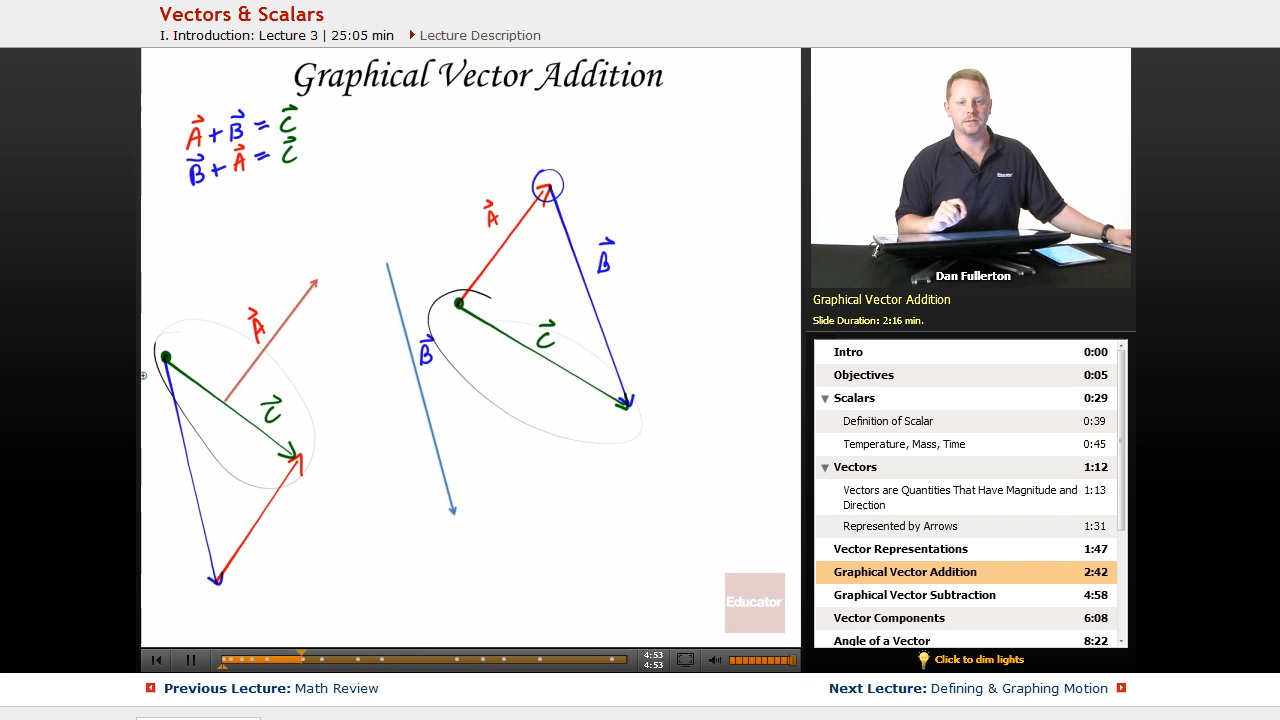 Vectors & Scalars
I. Introduction: Lecture 3 | 25:05 min
Lecture Description
Graphical Vector Addition
A + B = C
B + A = C
A
B
A
C
B
C
Educator
Educator
Dan Fullerton
Graphical Vector Addition
Slide Duration: 2:16 min.
Intro 0:00
Objectives 0:05
Scalars 0:29
Definition of Scalar 0:39
Temperature, Mass, Time 0:45
Vectors 1:12
Vectors are Quantities That Have Magnitude and 1:13
Direction
Represented by Arrows 1:31
Vector Representations 1:47
Graphical Vector Addition 2:42
Graphical Vector Subtraction 4:58
Vector Components 6:08
Angle of a Vector 8:22
4:53
4:53
Click to dim lights
Previous Lecture: Math Review
Next Lecture: Defining & Graphing Motion